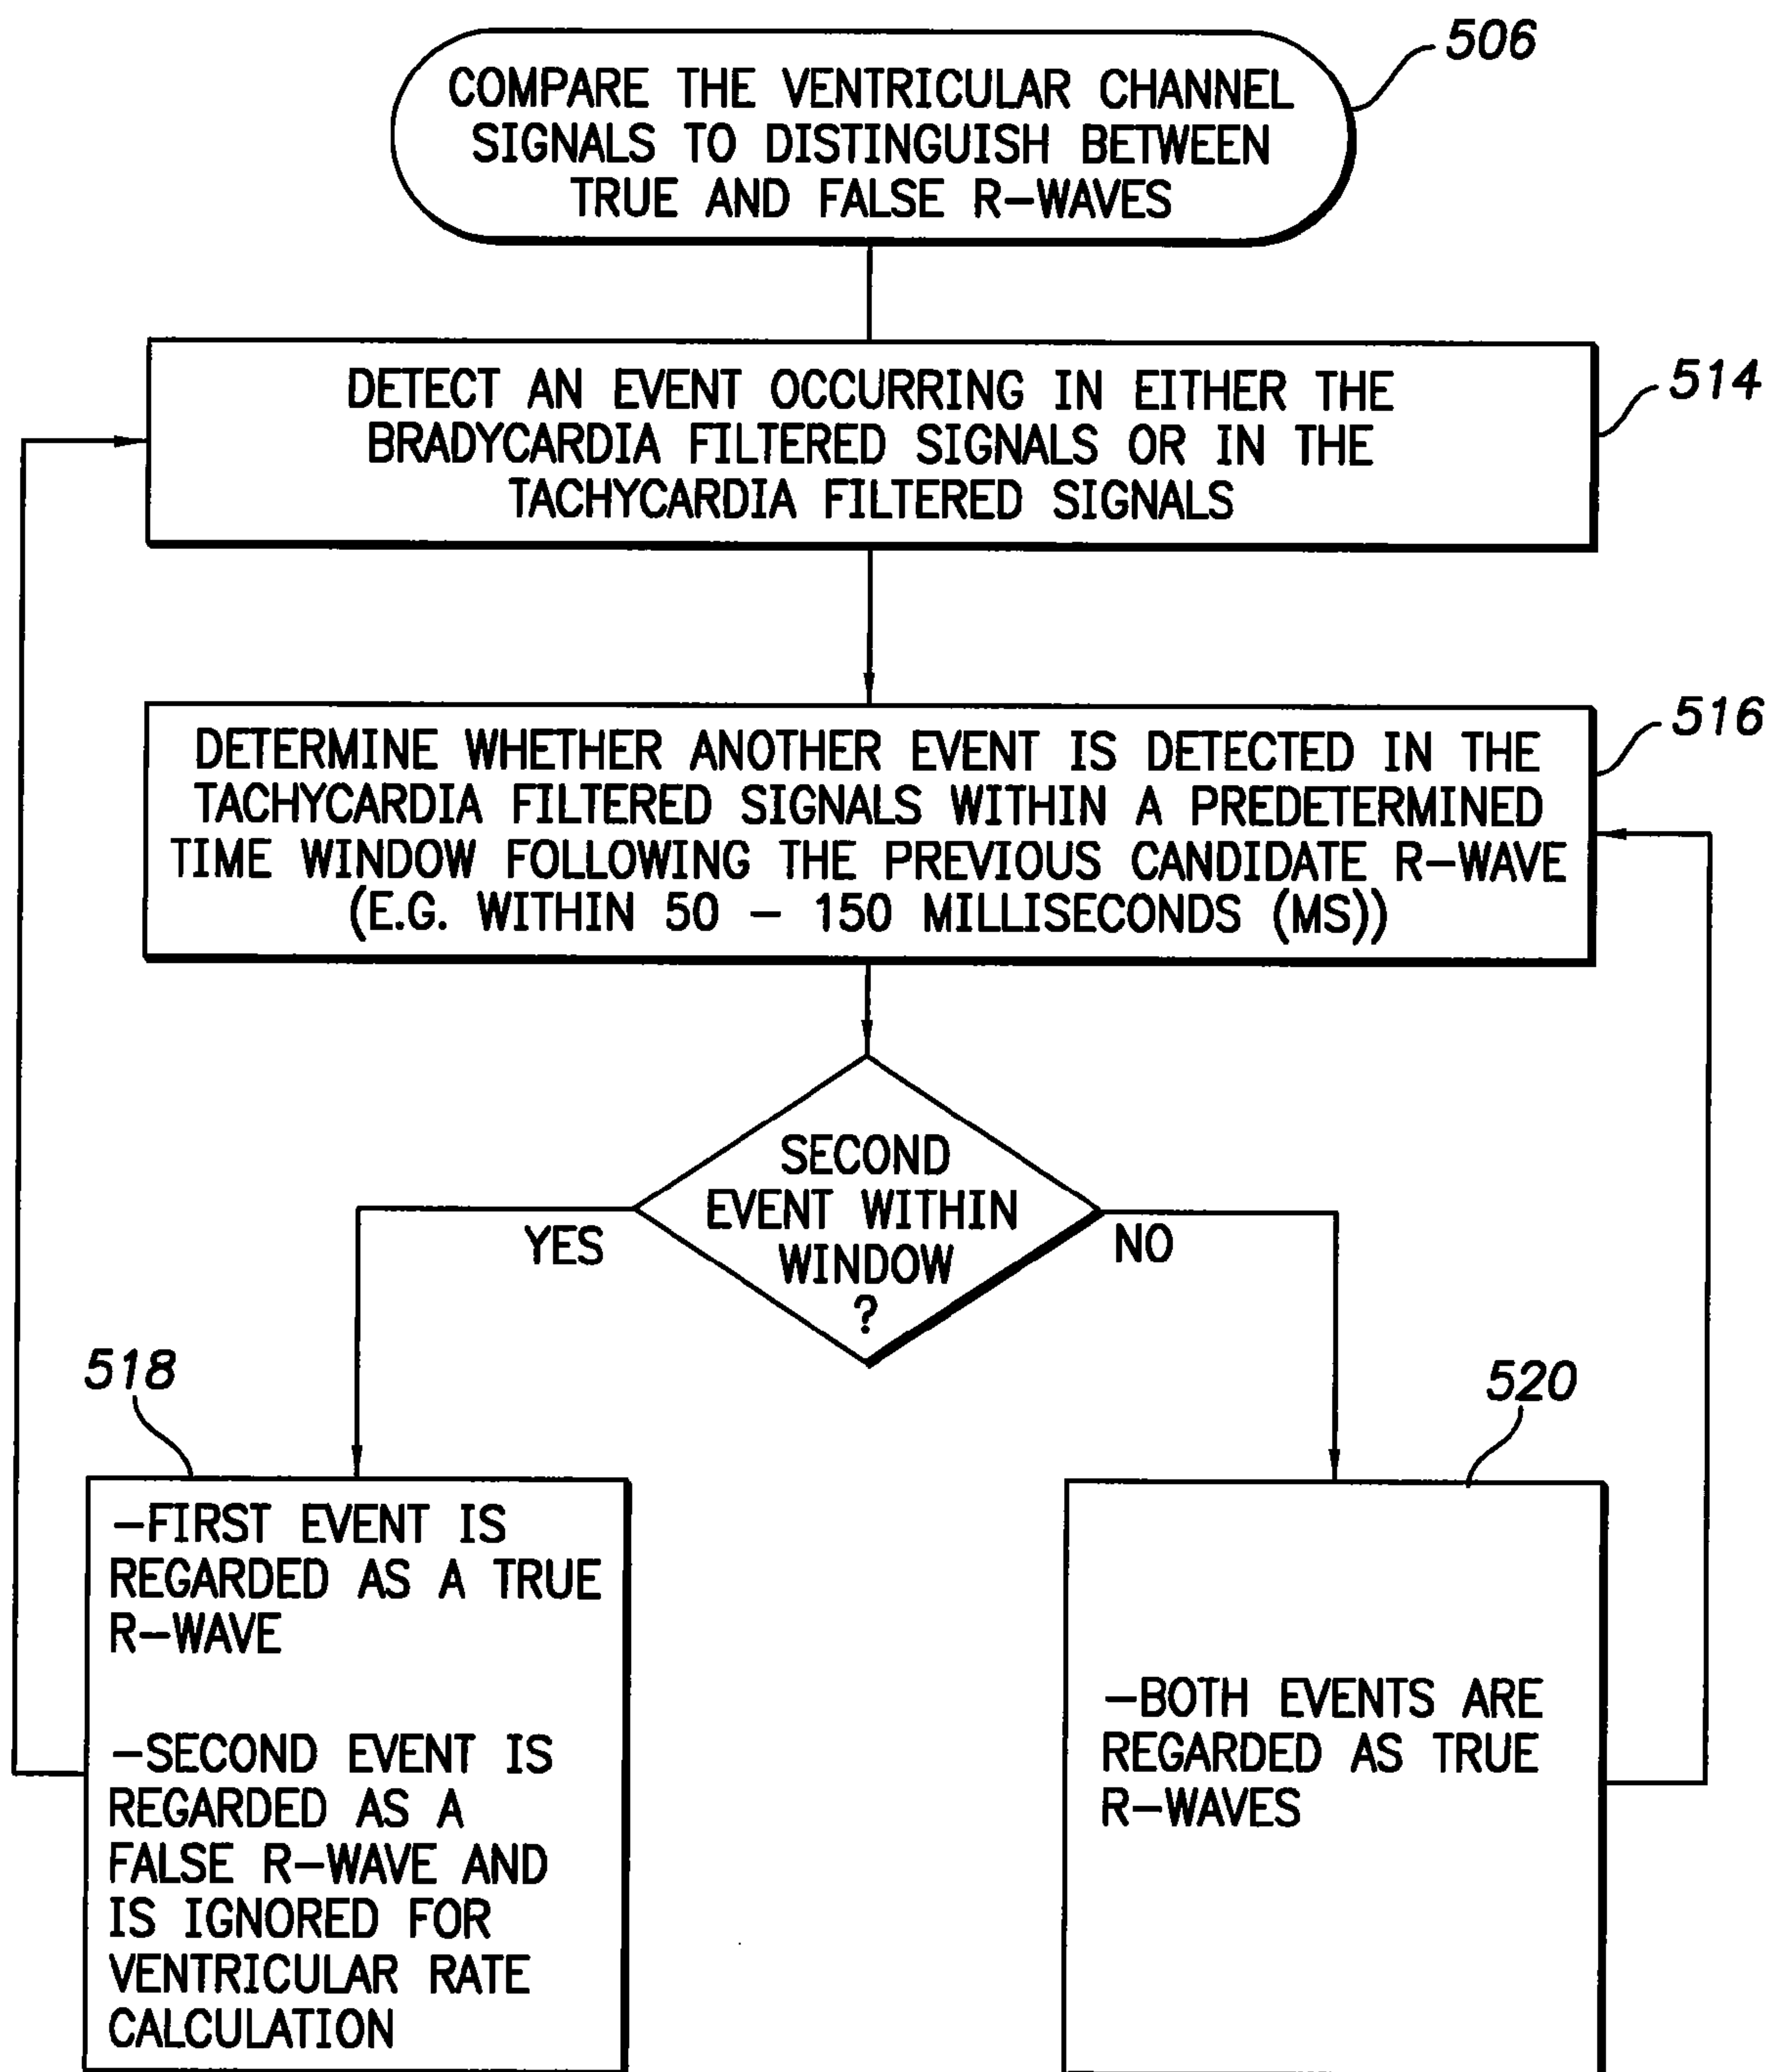 506
COMPARE THE VENTRICULAR CHANNEL
SIGNALS TO DISTINGUISH BETWEEN
TRUE AND FALSE R-WAVES
514
DETECT AN EVENT OCCURRING IN EITHER THE
BRADYCARDIA FILTERED SIGNALS OR IN THE
TACHYCARDIA FILTERED SIGNALS
516
DETERMINE WHETHER ANOTHER EVENT IS DETECTED IN THE
TACHYCARDIA FILTERED SIGNALS WITHIN A PREDETERMINED
TIME WINDOW FOLLOWING THE PREVIOUS CANDIDATE R-WAVE
(E.G. WITHIN 50 – 150 MILLISECONDS (MS))
SECOND
EVENT WITHIN
WINDOW
?
YES
NO
518
-FIRST EVENT IS
REGARDED AS A TRUE
R-WAVE
-SECOND EVENT IS
REGARDED AS A
FALSE R-WAVE AND
IS IGNORED FOR
VENTRICULAR RATE
CALCULATION
520
-BOTH EVENTS ARE
REGARDED AS TRUE
R-WAVES